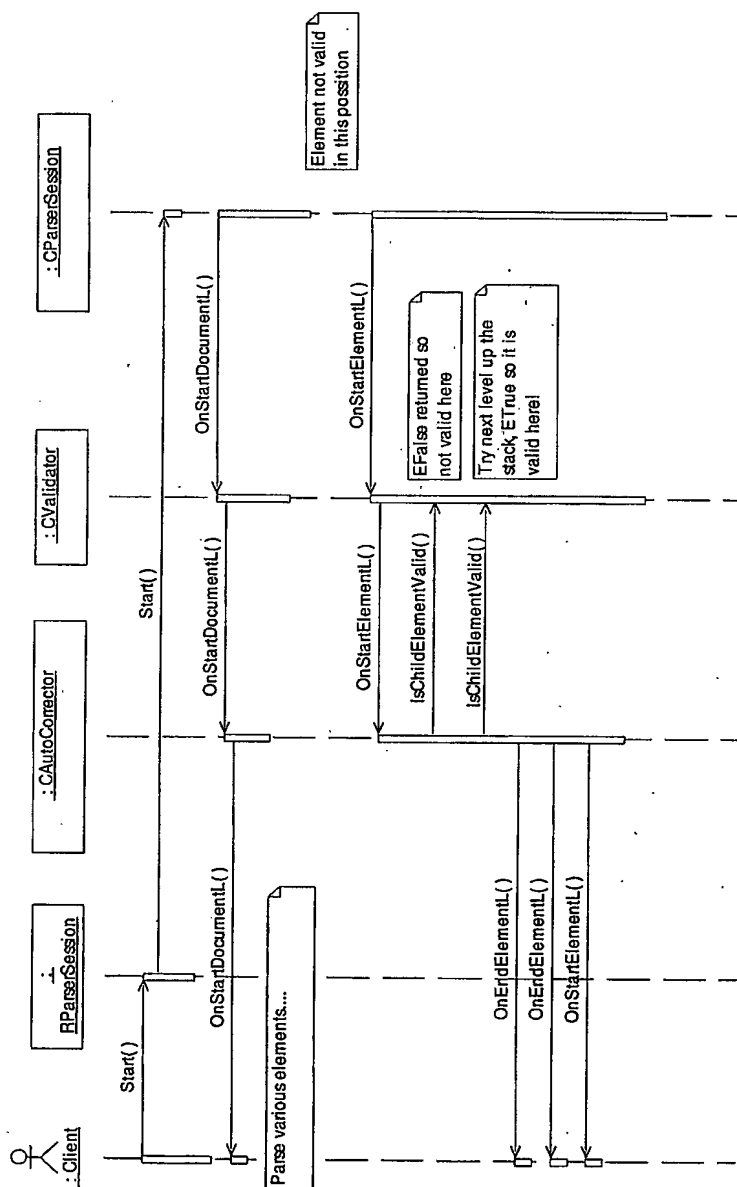 : Client
:
RParserSession
: CAutoCorrector
: CValidator
: CParserSession
Start()
Start()
OnStartDocumentL()
OnStartDocumentL()
OnStartDocumentL()
Parse various elements....
Element not valid
in this possition
OnStartElementL()
OnStartElementL()
IsChildElementValid()
EFalse returned so
not valid here
IsChildElementValid()
Try next level up the
stack, ETrue so it is
valid here!
OnEndElementL()
OnEndElementL()
OnStartElementL()